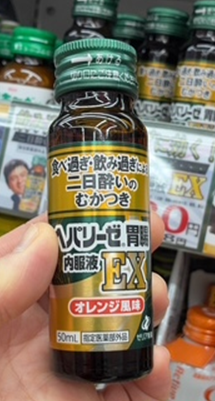 食べ過ぎ・飲み過ぎによる
二日酔いの
むかつき
ヘパリーゼ 胃腸
内服液 EX
オレンジ風味
50mL 指定医薬部外品
EX